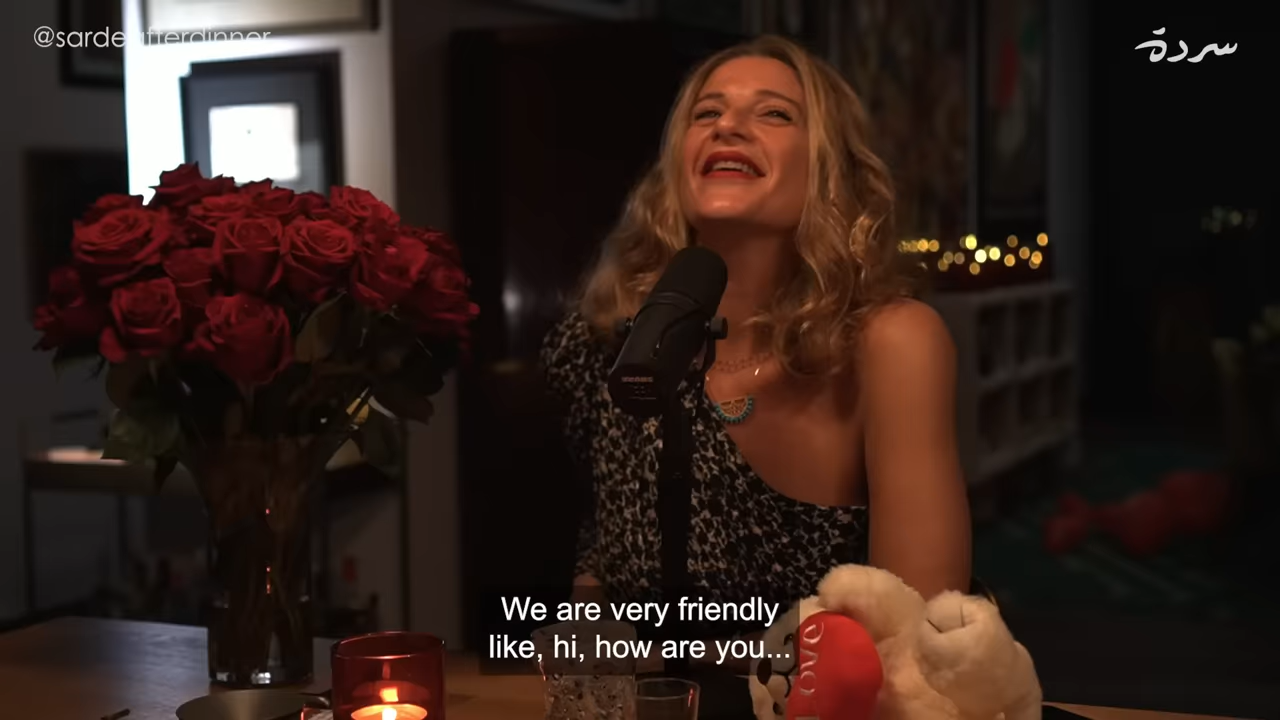 @sardeafterdinner
سردة
We are very friendly
like, hi, how are you...
Love